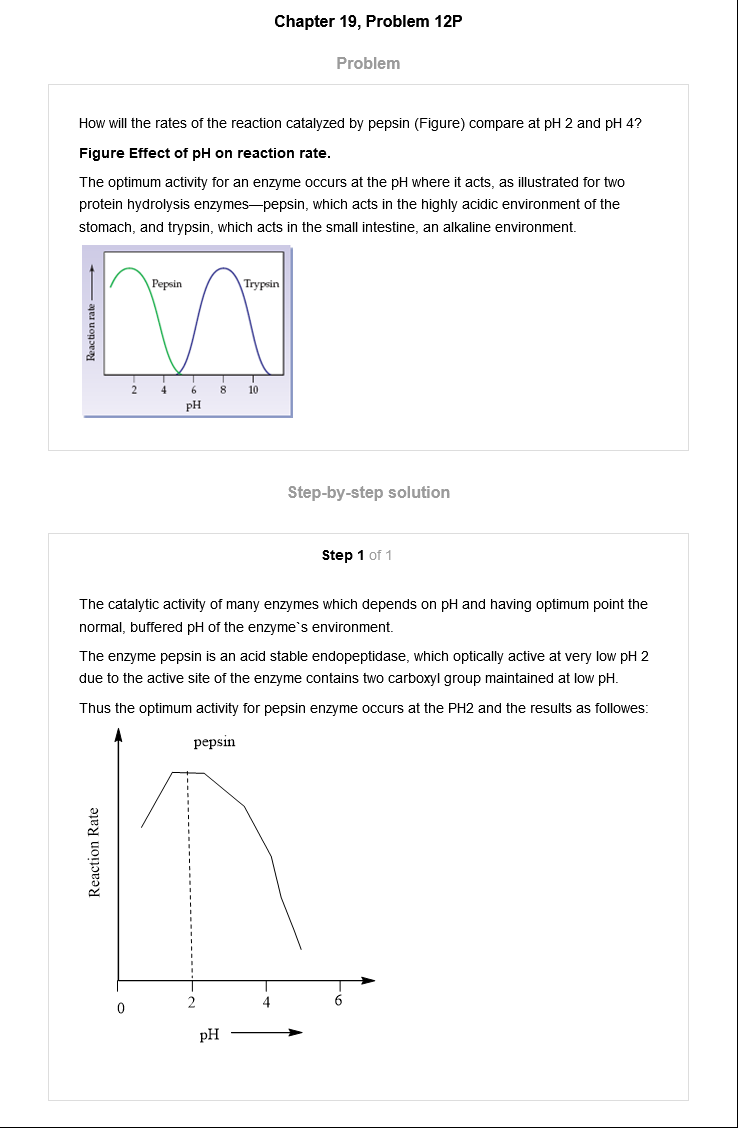 Chapter 19, Problem 12P
Problem
How will the rates of the reaction catalyzed by pepsin (Figure) compare at pH 2 and pH 4?
Figure Effect of pH on reaction rate.
The optimum activity for an enzyme occurs at the pH where it acts, as illustrated for two
protein hydrolysis enzymes—pepsin, which acts in the highly acidic environment of the
stomach, and trypsin, which acts in the small intestine, an alkaline environment.
Reaction rate
Pepsin
Trypsin
2 4 6 8 10
pH
Step-by-step solution
Step 1 of 1
The catalytic activity of many enzymes which depends on pH and having optimum point the
normal, buffered pH of the enzyme`s environment.
The enzyme pepsin is an acid stable endopeptidase, which optically active at very low pH 2
due to the active site of the enzyme contains two carboxyl group maintained at low pH.
Thus the optimum activity for pepsin enzyme occurs at the PH2 and the results as followes:
pepsin
Reaction Rate
0 2 4 6
pH